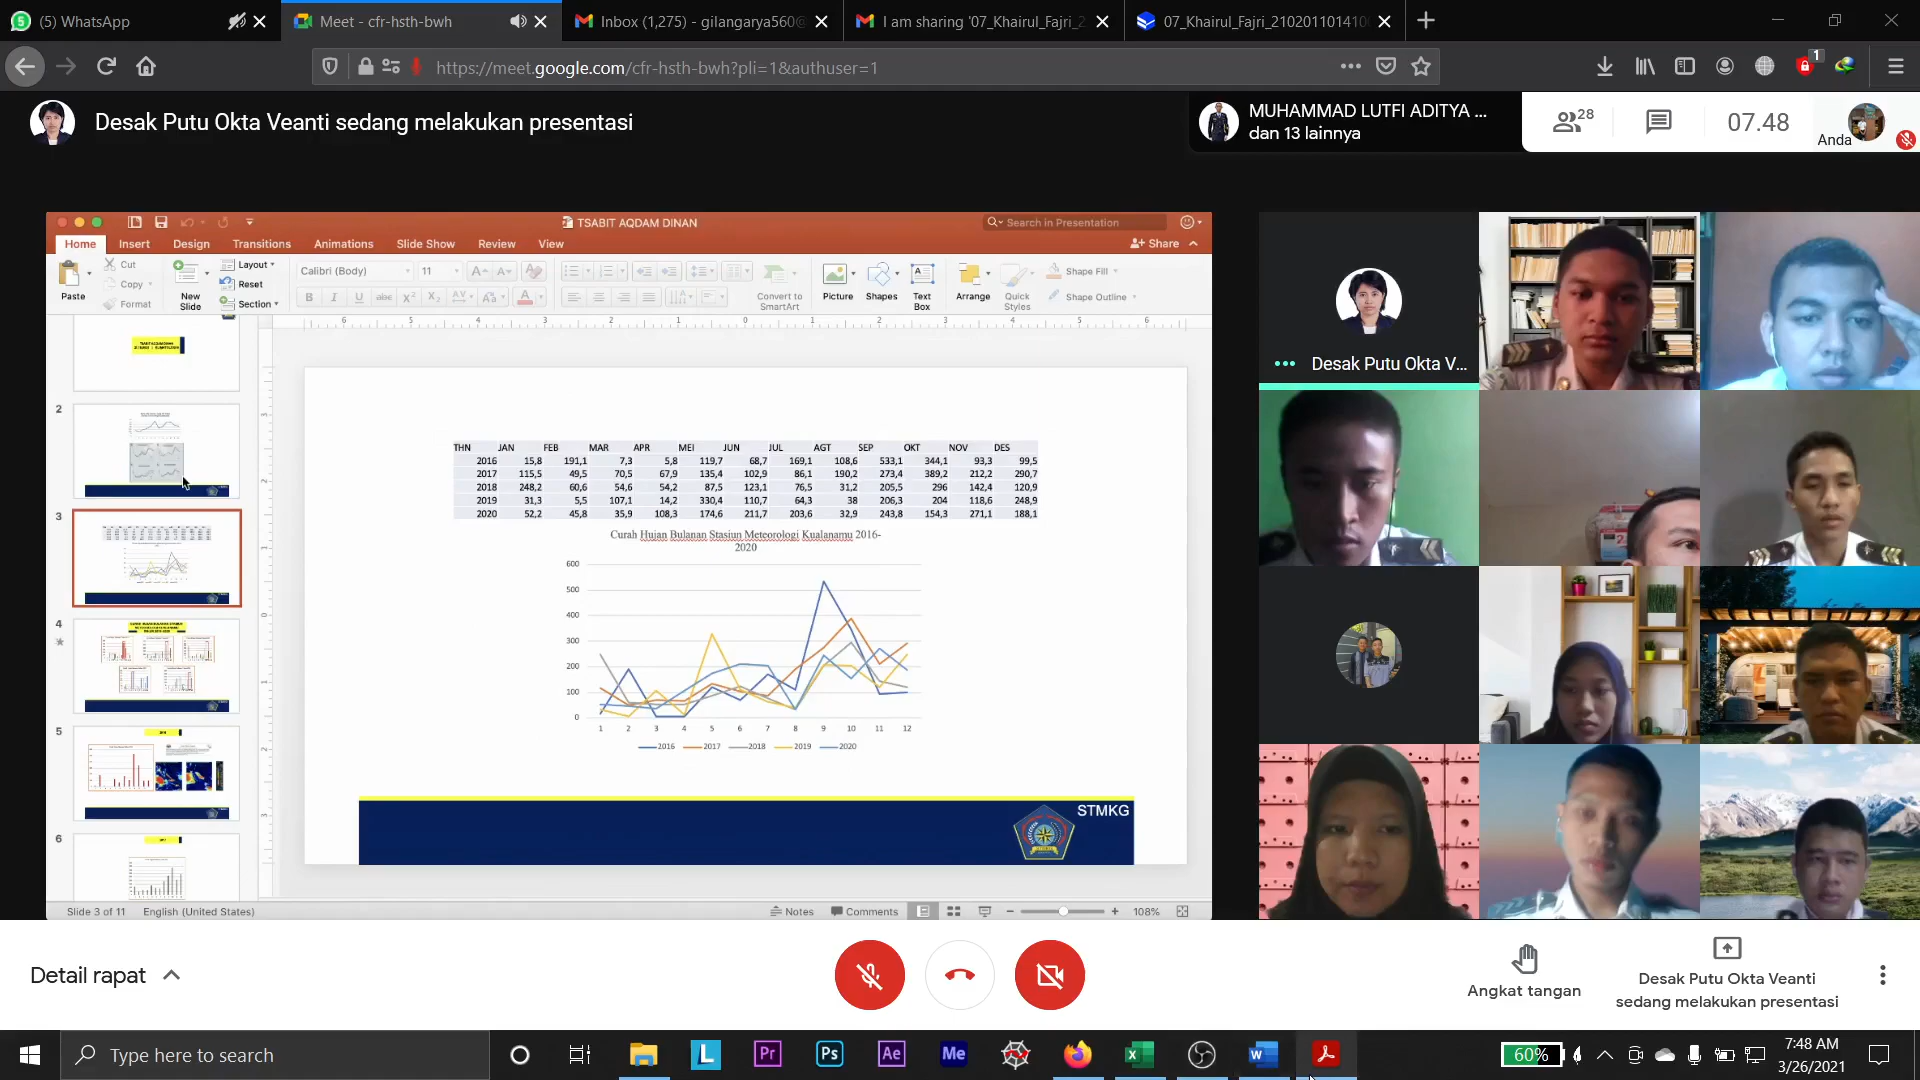 (5) WhatsApp
Meet - cfr-hsth-bwh
Inbox (1,275) - gilangarya560@
I am sharing '07_Khairul_Fajri_2
07_Khairul_Fajri_21020110141
https://meet.google.com/cfr-hsth-bwh?pli=1&authuser=1
1
Desak Putu Okta Veanti sedang melakukan presentasi
MUHAMMAD LUTFI ADITYA ...
dan 13 lainnya
28
07.48
Anda
TSABIT AQDAM DINAN
Search in Presentation
Home Insert Design Transitions Animations Slide Show Review View
Share
Paste
Cut
Copy
Format
New Slide
Layout
Reset
Section
Calibri (Body) 11
Convert to SmartArt
Picture
Shapes
Text Box
Arrange
Quick Styles
Shape Fill
Shape Outline
2
3
4
5
6
THN JAN FEB MAR APR MEI JUN JUL AGT SEP OKT NOV DES
2016 15,8 191,1 7,3 5,8 119,7 68,7 169,1 108,6 533,1 344,1 93,3 99,5
2017 115,5 49,5 70,5 67,9 135,4 102,9 86,1 190,2 273,4 389,2 212,2 290,7
2018 248,2 60,6 54,6 54,2 87,5 123,1 76,5 31,2 205,5 296 142,4 120,9
2019 31,3 5,5 107,1 14,2 330,4 110,7 64,3 38 206,3 204 118,6 248,9
2020 52,2 45,8 35,9 108,3 174,6 211,7 203,6 32,9 243,8 154,3 271,1 188,1
Curah Hujan Bulanan Stasiun Meteorologi Kualanamu 2016-
2020
600
500
400
300
200
100
0
1 2 3 4 5 6 7 8 9 10 11 12
2016 2017 2018 2019 2020
STMKG
Slide 3 of 11
English (United States)
Notes
Comments
108%
Desak Putu Okta V...
Detail rapat
Angkat tangan
Desak Putu Okta Veanti
sedang melakukan presentasi
Type here to search
60%
7:48 AM
3/26/2021